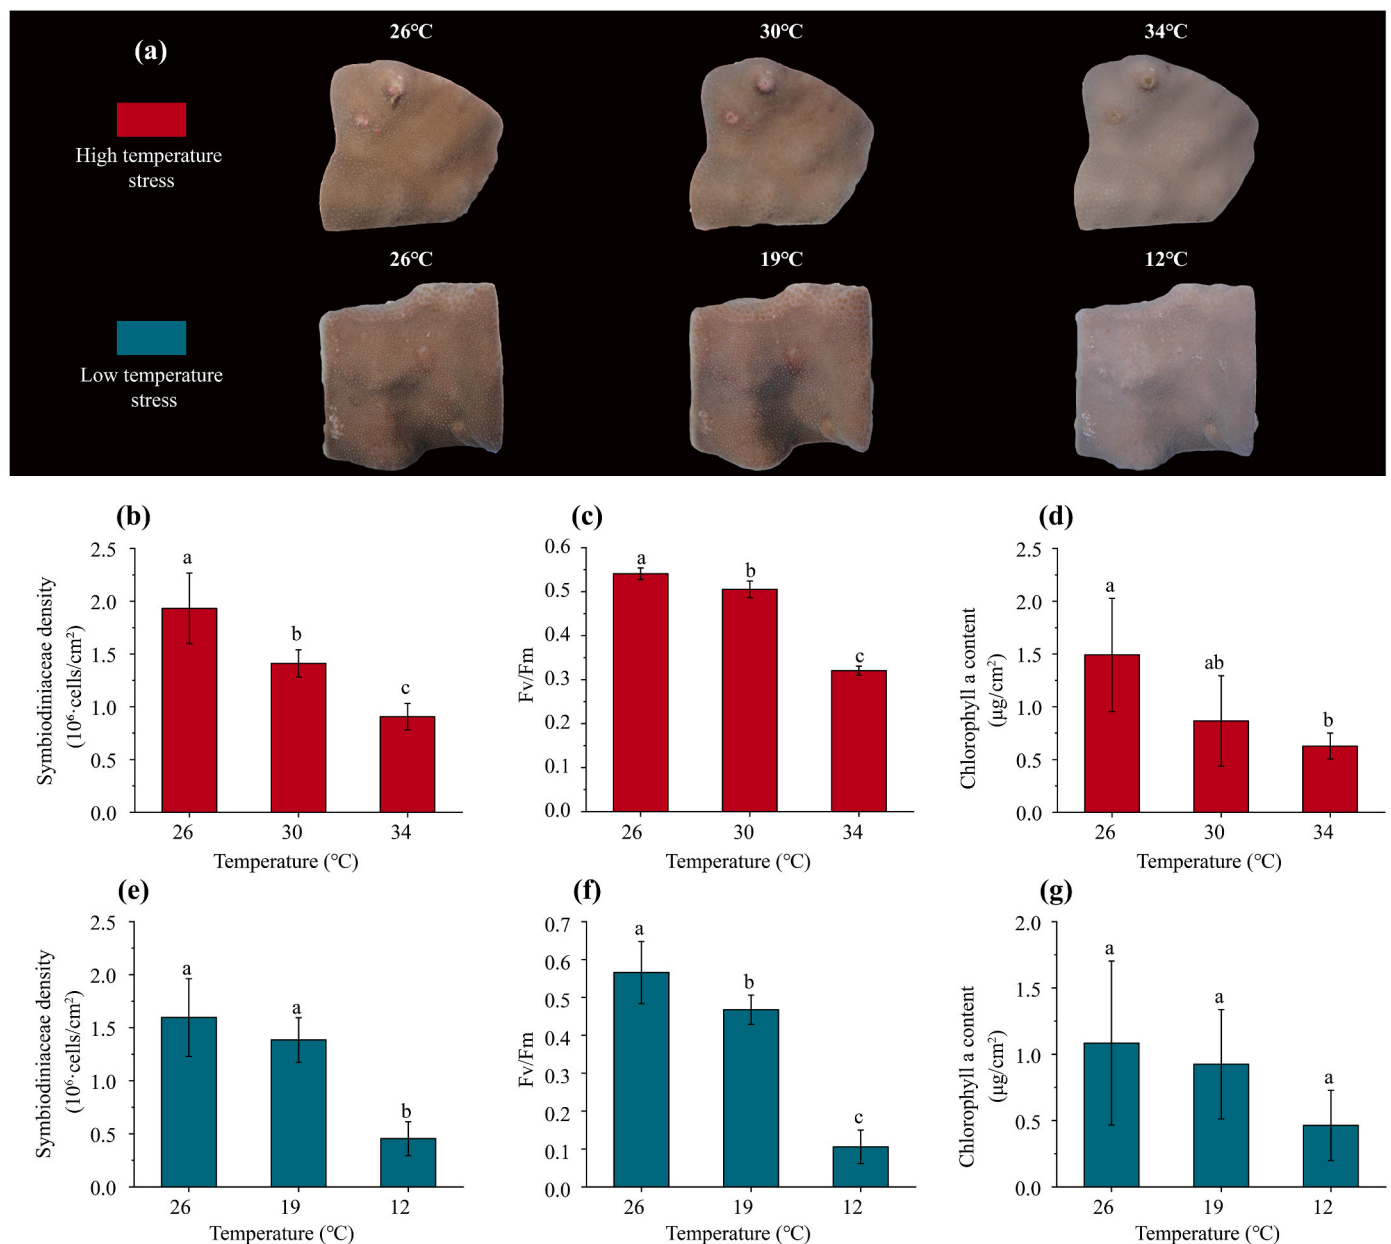 (a)
26℃
30℃
34℃
High temperature
stress
26℃
19℃
12℃
Low temperature
stress
(b)
Symbiodiniaceae density
(10⁶·cells/cm²)
2.5
2.0
1.5
1.0
0.5
0.0
a
b
c
26
30
34
Temperature (℃)
(c)
Fv/Fm
0.6
0.5
0.4
0.3
0.2
0.1
0.0
a
b
c
26
30
34
Temperature (℃)
(d)
Chlorophyll a content
(μg/cm²)
2.5
2.0
1.5
1.0
0.5
0.0
a
ab
b
26
30
34
Temperature (℃)
(e)
Symbiodiniaceae density
(10⁶·cells/cm²)
2.5
2.0
1.5
1.0
0.5
0.0
a
a
b
26
19
12
Temperature (℃)
(f)
Fv/Fm
0.7
0.6
0.5
0.4
0.3
0.2
0.1
0.0
a
b
c
26
19
12
Temperature (℃)
(g)
Chlorophyll a content
(μg/cm²)
2.0
1.5
1.0
0.5
0.0
a
a
a
26
19
12
Temperature (℃)